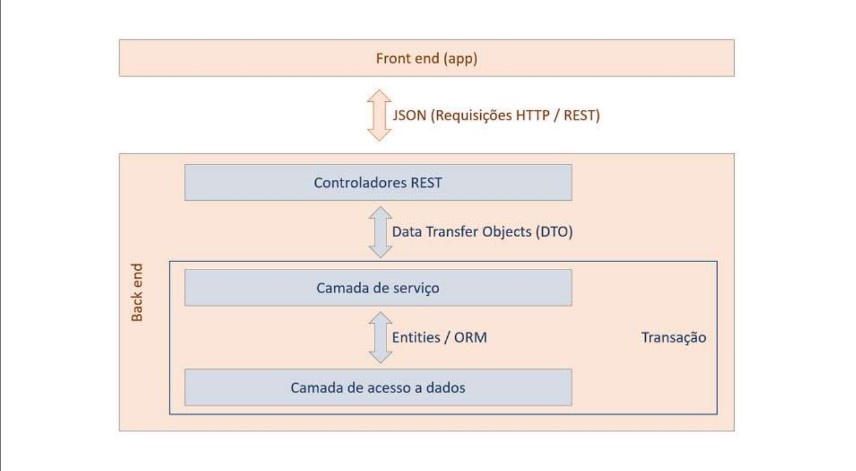 Front end (app)
JSON (Requisições HTTP / REST)
Controladores REST
Data Transfer Objects (DTO)
Back end
Camada de serviço
Entities / ORM
Transação
Camada de acesso a dados